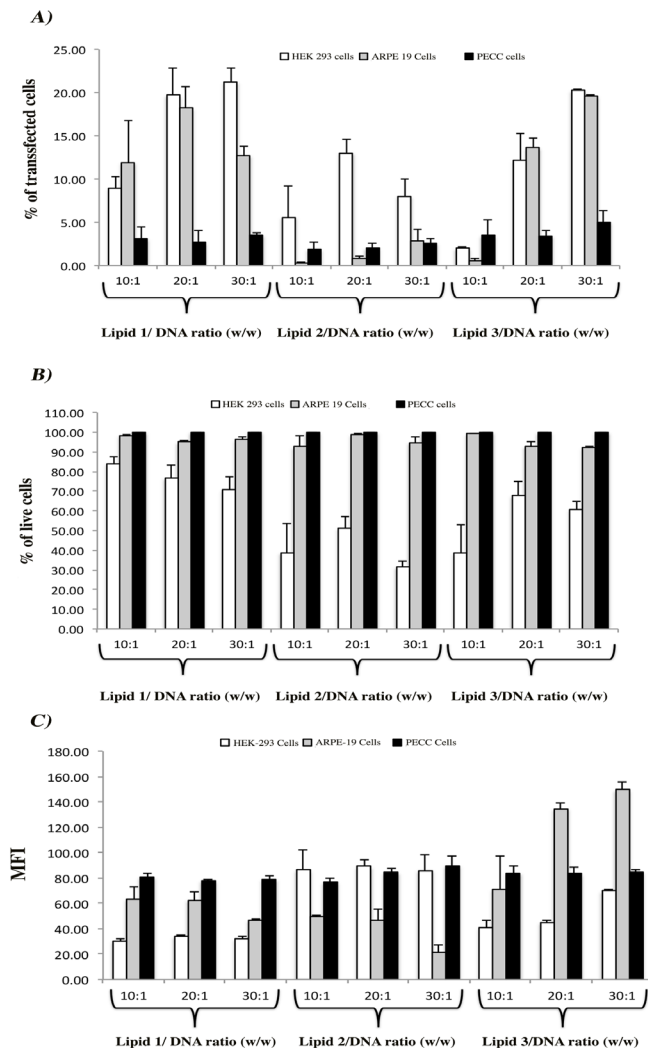 A)
HEK 293 cells ARPE 19 Cells PECC cells
% of transsfected cells
25.00
20.00
15.00
10.00
5.00
0.00
10:1 20:1 30:1 10:1 20:1 30:1 10:1 20:1 30:1
Lipid 1/ DNA ratio (w/w) Lipid 2/DNA ratio (w/w) Lipid 3/DNA ratio (w/w)
B)
HEK 293 cells ARPE 19 Cells PECC cells
% of live cells
110.00
100.00
90.00
80.00
70.00
60.00
50.00
40.00
30.00
20.00
10.00
0.00
10:1 20:1 30:1 10:1 20:1 30:1 10:1 20:1 30:1
Lipid 1/ DNA ratio (w/w) Lipid 2/DNA ratio (w/w) Lipid 3/DNA ratio (w/w)
C)
HEK-293 Cells ARPE-19 Cells PECC Cells
MFI
180.00
160.00
140.00
120.00
100.00
80.00
60.00
40.00
20.00
0.00
10:1 20:1 30:1 10:1 20:1 30:1 10:1 20:1 30:1
Lipid 1/ DNA ratio (w/w) Lipid 2/DNA ratio (w/w) Lipid 3/DNA ratio (w/w)